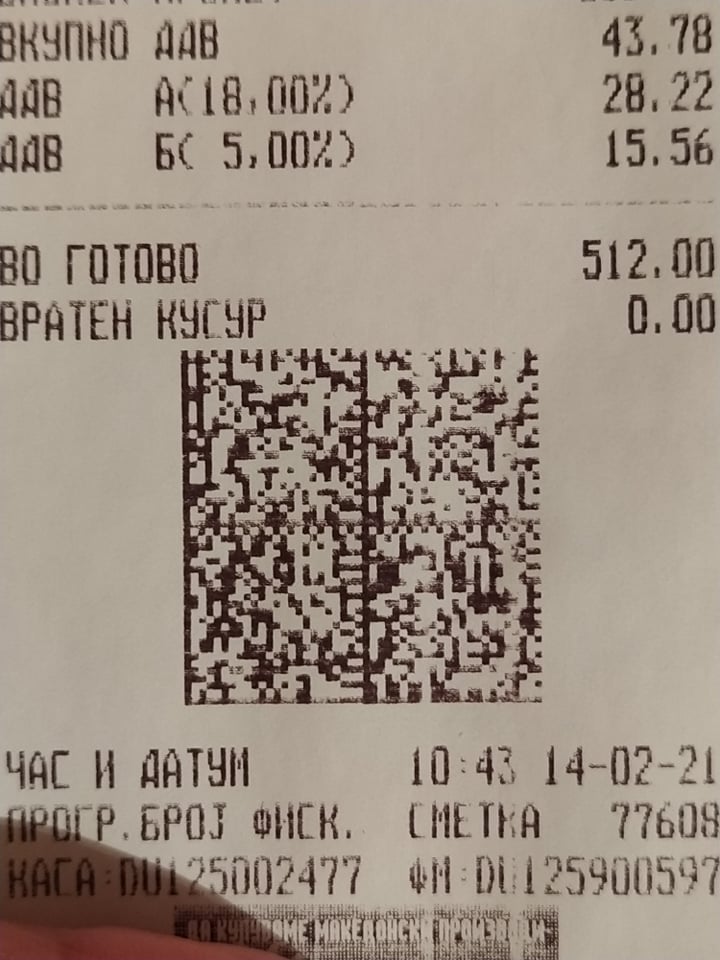 ВКУПНО ДДВ 43.78
ДДВ А(18,00%) 28.22
ДДВ Б( 5,00%) 15.56
ВО ГОТОВО 512.00
ВРАТЕН КУСУР 0.00
ЧАС И ДАТУМ 10:43 14-02-21
ПРОГР.БРОЈ ФИСК. СМЕТКА 77608
КАСА:DU125002477 ФМ:DU125900597
ДА КУПУВАМЕ МАКЕДОНСКИ ПРОИЗВОДИ